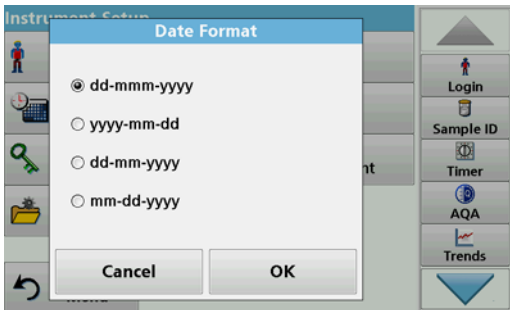 Instrument Setup
Date Format
dd-mmm-yyyy
yyyy-mm-dd
dd-mm-yyyy
mm-dd-yyyy
Cancel
OK
Menu
Login
Sample ID
Timer
AQA
Trends